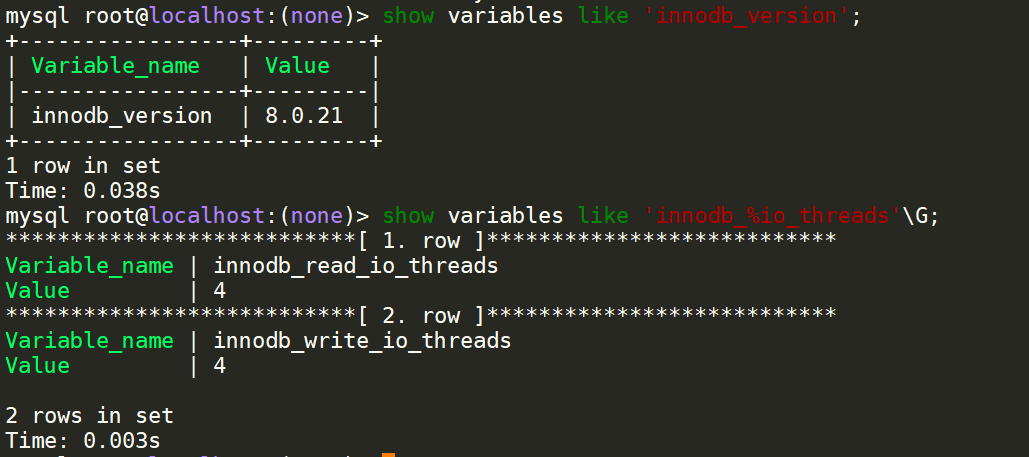 mysql root@localhost:(none)> show variables like 'innodb_version';
+-----------------+---------+
| Variable_name   | Value   |
|-----------------+---------|
| innodb_version  | 8.0.21  |
+-----------------+---------+
1 row in set
Time: 0.038s
mysql root@localhost:(none)> show variables like 'innodb_%io_threads'\G;
***************************[ 1. row ]***************************
Variable_name | innodb_read_io_threads
Value         | 4
***************************[ 2. row ]***************************
Variable_name | innodb_write_io_threads
Value         | 4
2 rows in set
Time: 0.003s